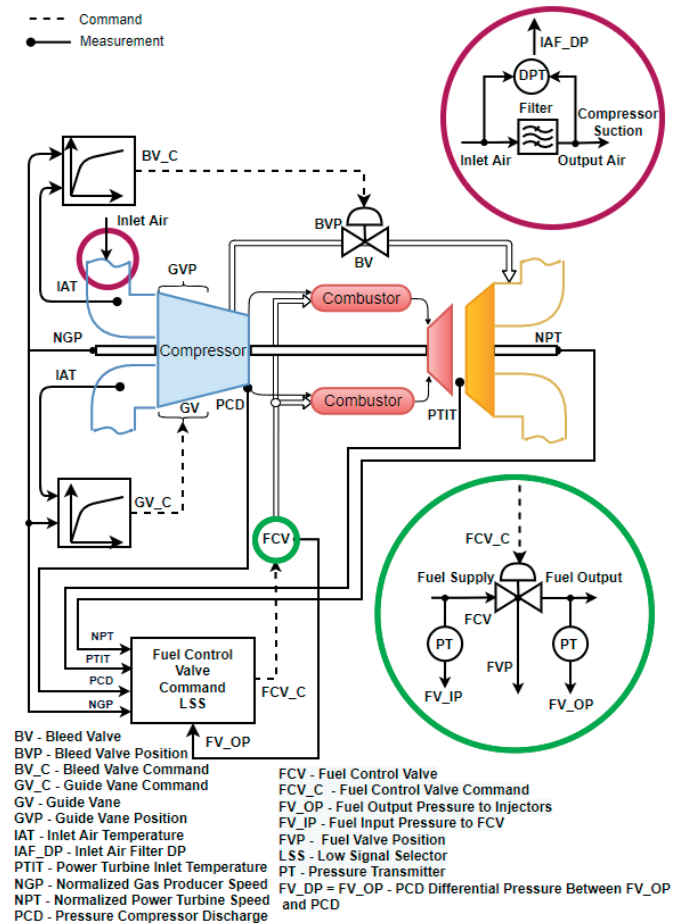 Command
Measurement
IAF_DP
DPT
Filter
Compressor
Suction
Inlet Air
Output Air
BV_C
Inlet Air
BVP
BV
GVP
IAT
Combustor
NGP
Compressor
NPT
IAT
Combustor
PCD
PTIT
GV
GV_C
FCV
FCV_C
Fuel Supply
Fuel Output
FCV
PT
PT
FVP
FV_IP
FV_OP
NPT
PTIT
PCD
NGP
Fuel Control
Valve
Command
LSS
FCV_C
FV_OP
BV - Bleed Valve
BVP - Bleed Valve Position
BV_C - Bleed Valve Command
GV_C - Guide Vane Command
GV - Guide Vane
GVP - Guide Vane Position
IAT - Inlet Air Temperature
IAF_DP - Inlet Air Filter DP
PTIT - Power Turbine Inlet Temperature
NGP - Normalized Gas Producer Speed
NPT - Normalized Power Turbine Speed
PCD - Pressure Compressor Discharge
FCV - Fuel Control Valve
FCV_C - Fuel Control Valve Command
FV_OP - Fuel Output Pressure to Injectors
FV_IP - Fuel Input Pressure to FCV
FVP - Fuel Valve Position
LSS - Low Signal Selector
PT - Pressure Transmitter
FV_DP = FV_OP - PCD Differential Pressure Between FV_OP
and PCD